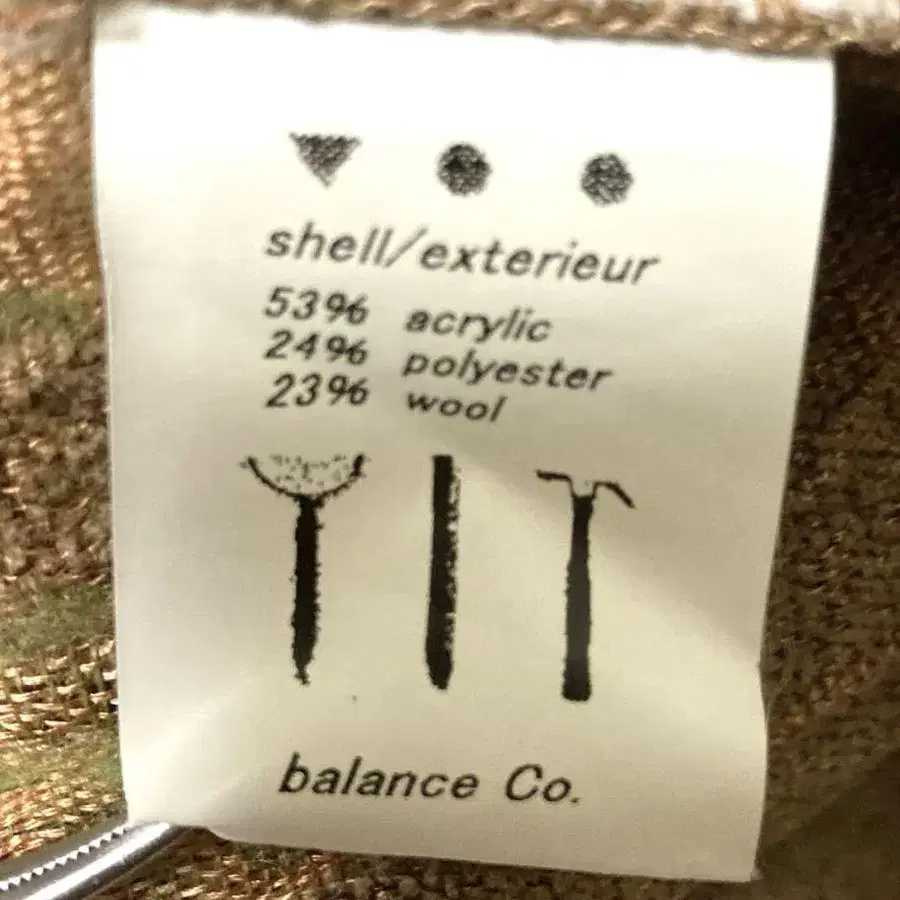 shell/exterieur
53% acrylic
24% polyester
23% wool
balance Co.